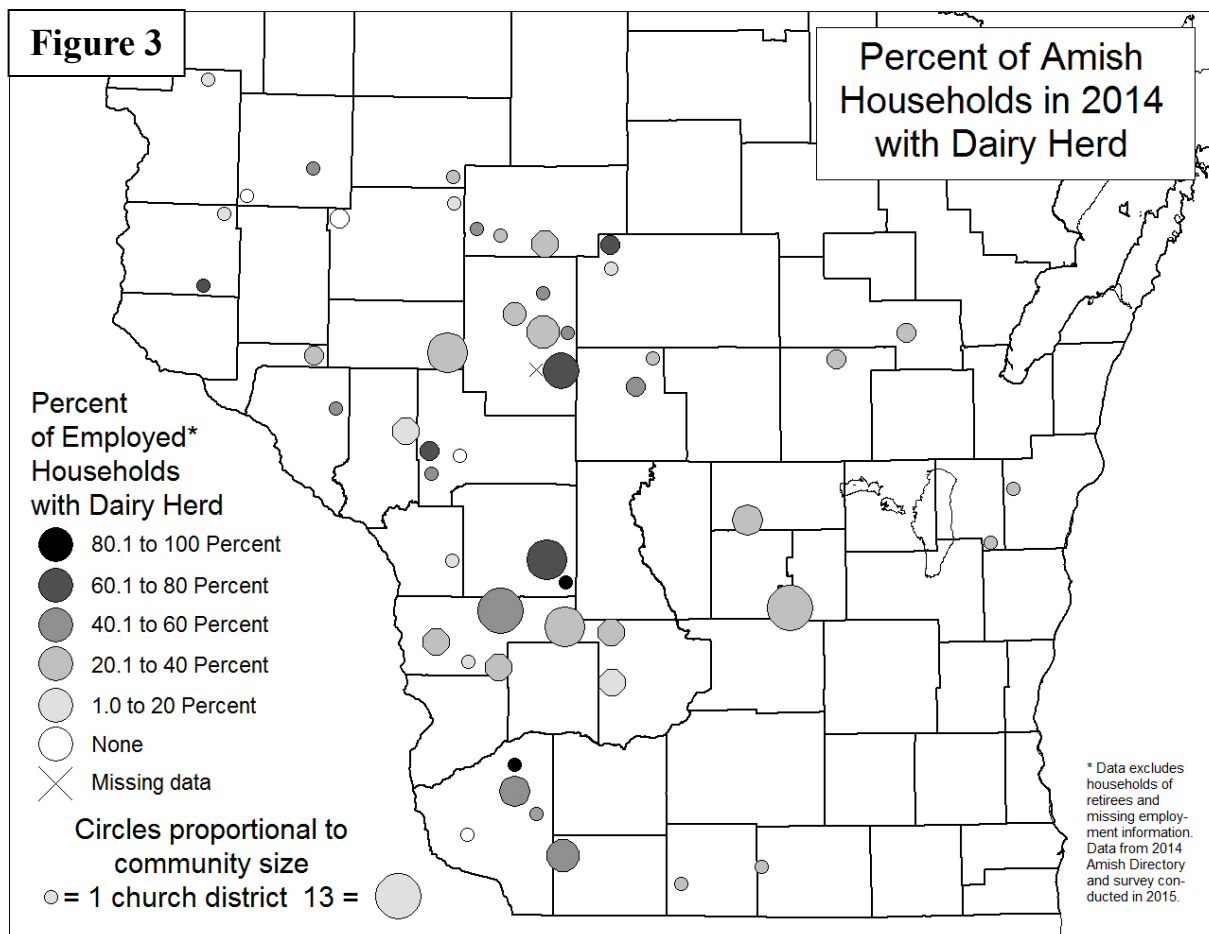 Figure 3
Percent of Amish
Households in 2014
with Dairy Herd
Percent
of Employed*
Households
with Dairy Herd
80.1 to 100 Percent
60.1 to 80 Percent
40.1 to 60 Percent
20.1 to 40 Percent
1.0 to 20 Percent
None
Missing data
Circles proportional to
community size
= 1 church district 13 =
* Data excludes
households of
retirees and
missing employ-
ment information.
Data from 2014
Amish Directory
and survey con-
ducted in 2015.